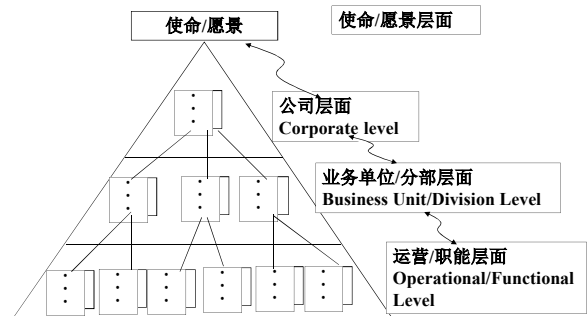 使命/愿景
使命/愿景层面
公司层面
Corporate level
业务单位/分部层面
Business Unit/Division Level
运营/职能层面
Operational/Functional
Level